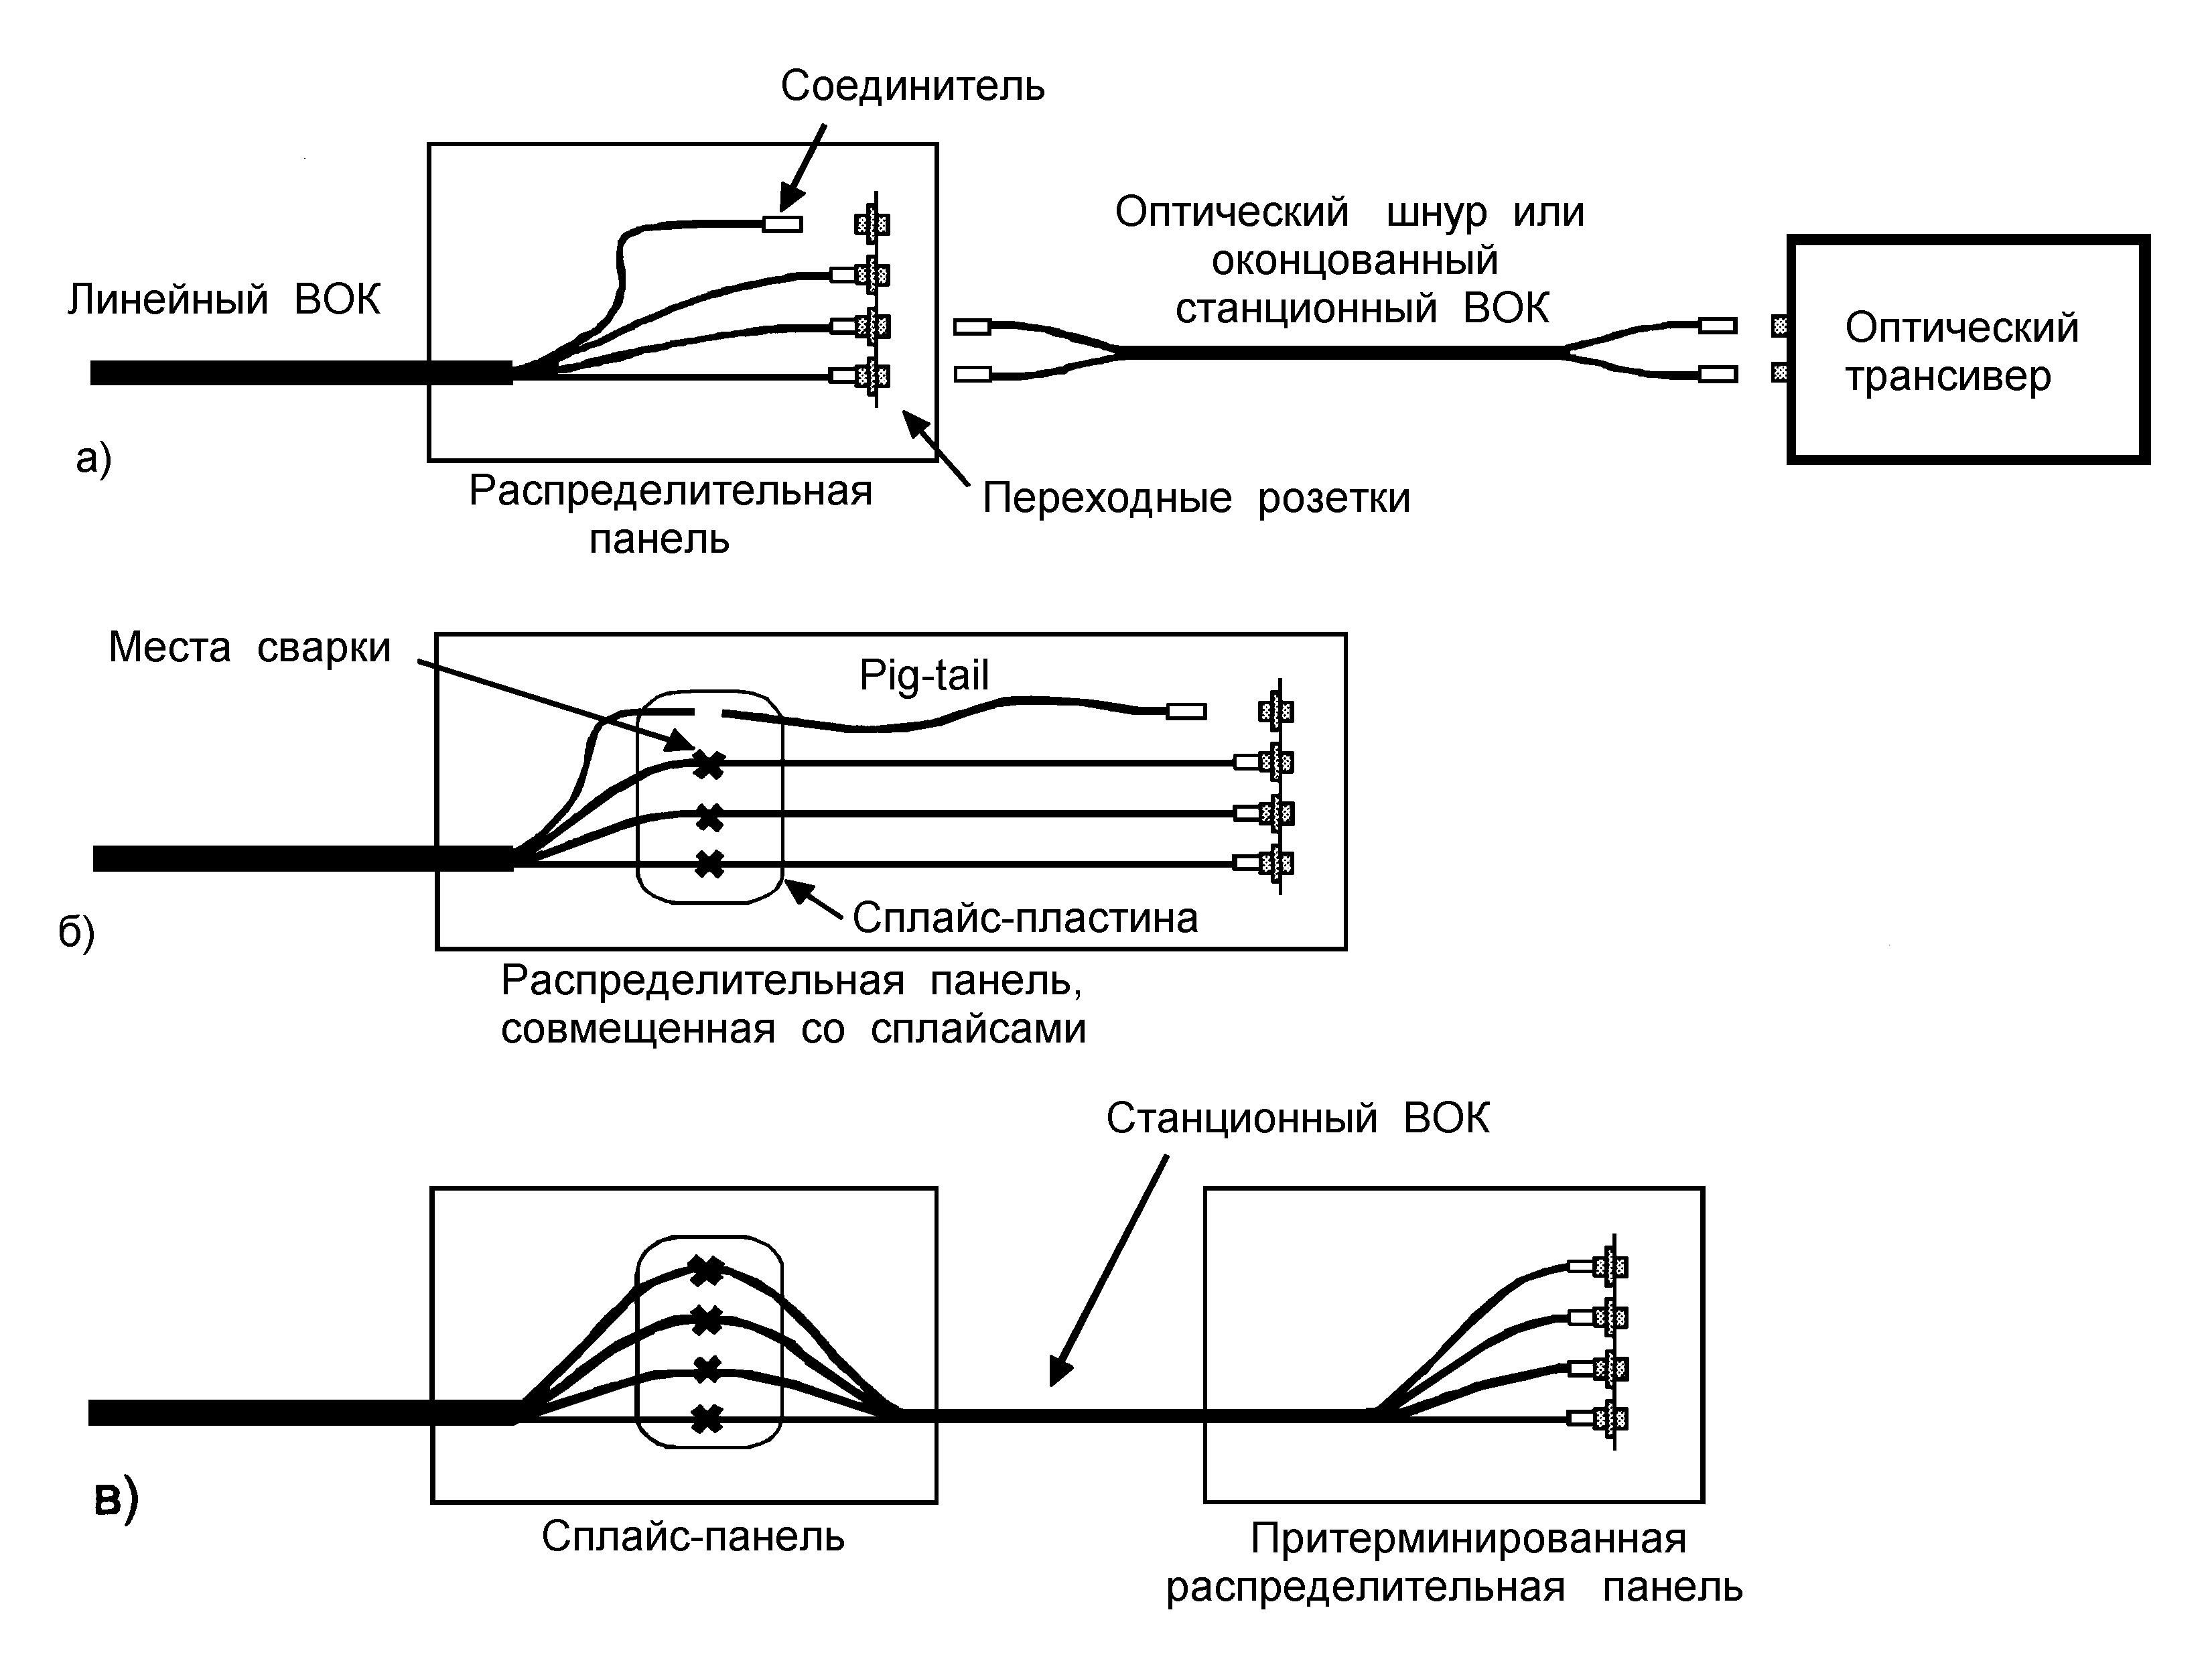 Соединитель
Оптический шнур или
оконцованный
станционный ВОК
Линейный ВОК
Оптический
трансивер
а)
Распределительная
панель
Переходные розетки
Места сварки
Pig-tail
Сплайс-пластина
б)
Распределительная панель,
совмещенная со сплайсами
Станционный ВОК
в)
Сплайс-панель
Притерминированная
распределительная панель